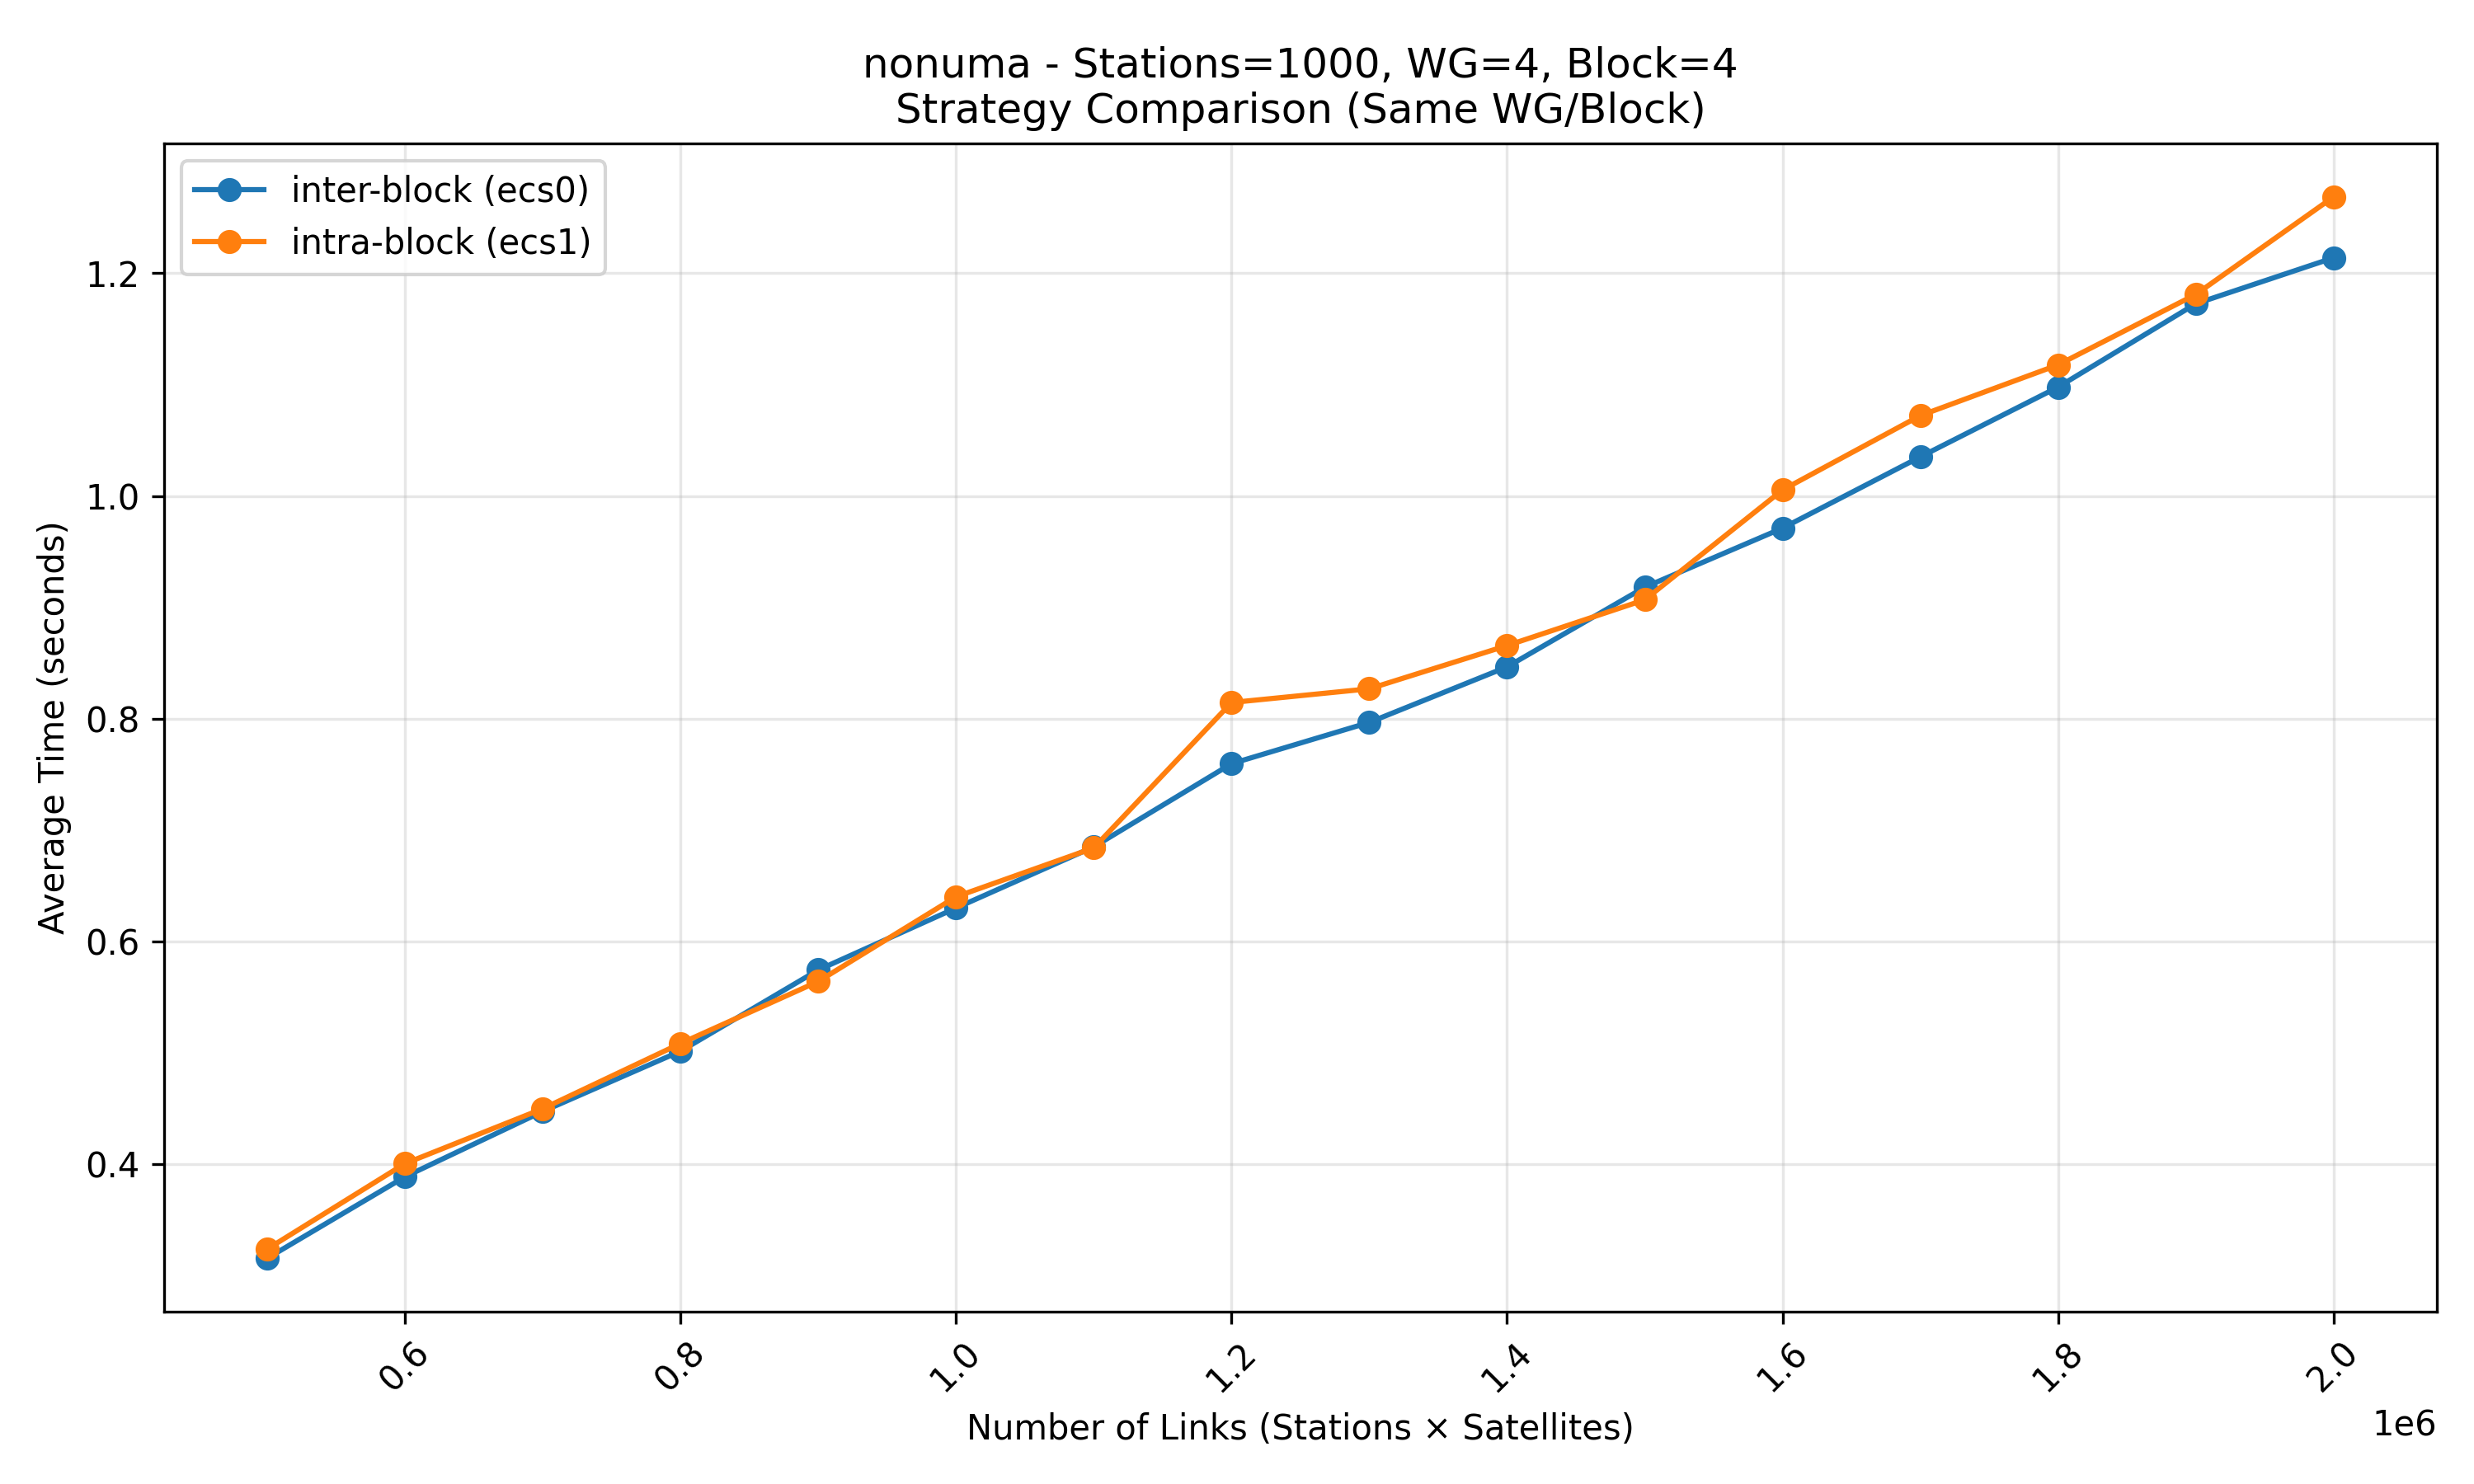 nonuma - Stations=1000, WG=4, Block=4
Strategy Comparison (Same WG/Block)
inter-block (ecs0)
intra-block (ecs1)
Average Time (seconds)
1.2
1.0
0.8
0.6
0.4
0.6
0.8
1.0
1.2
1.4
1.6
1.8
2.0
1e6
Number of Links (Stations × Satellites)